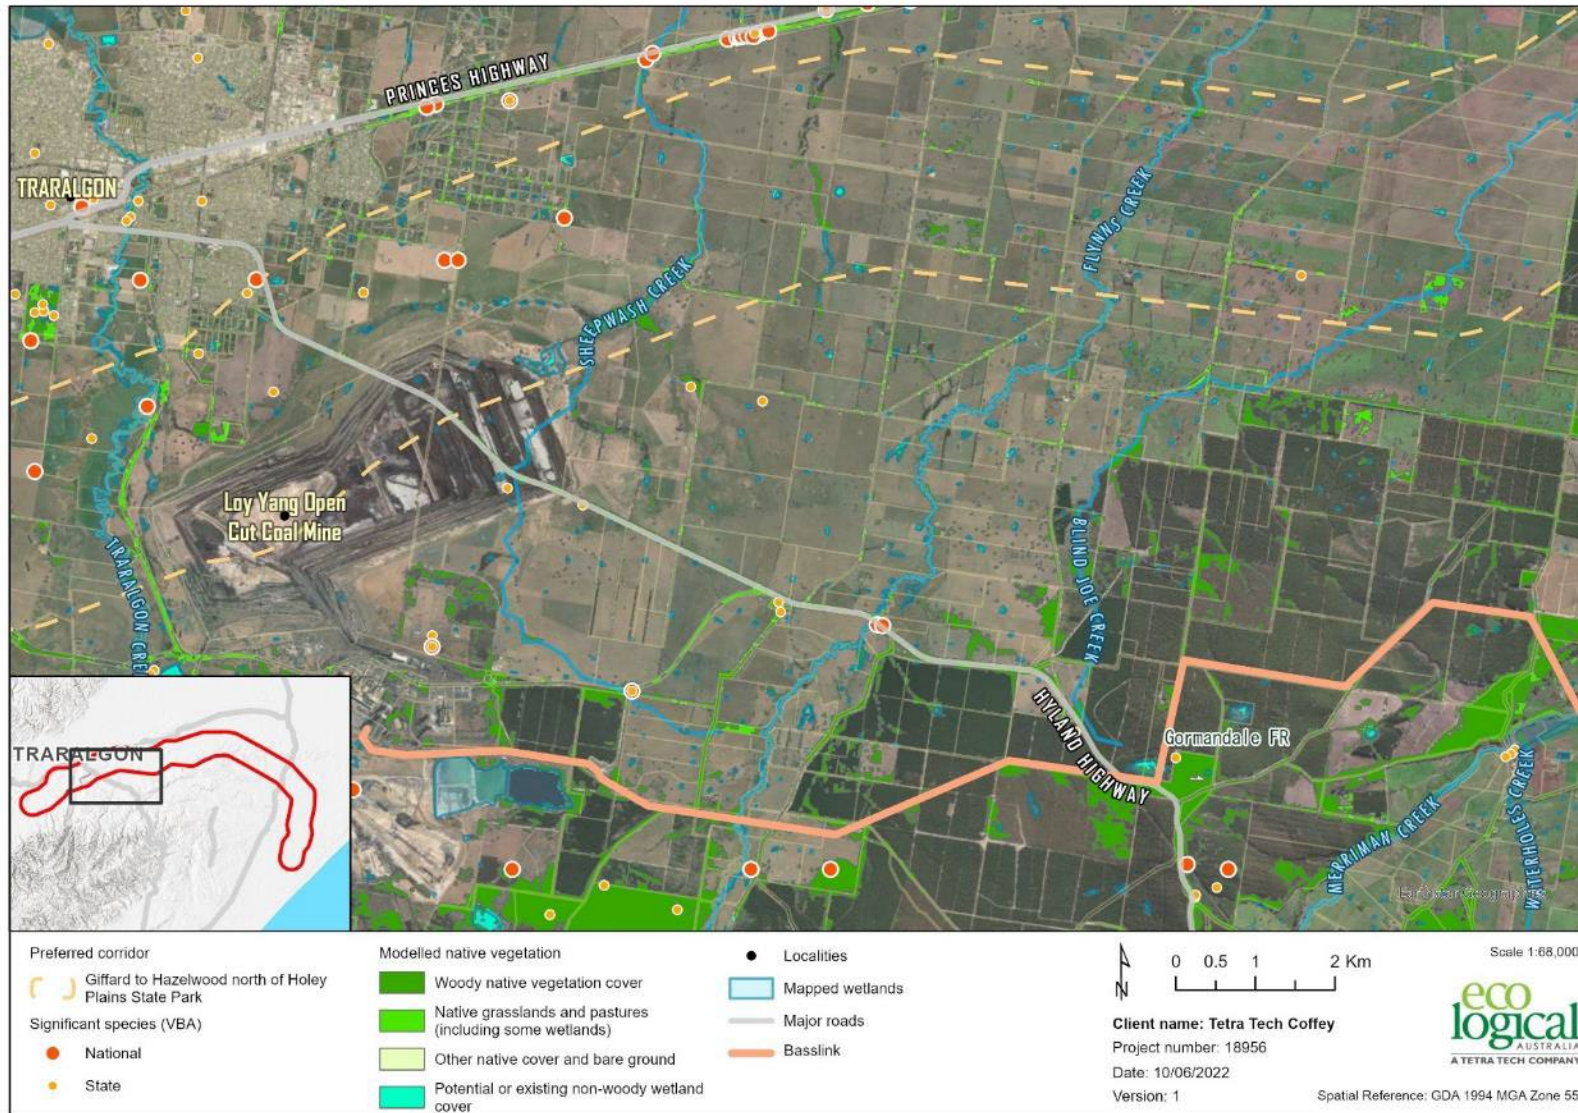 PRINCES HIGHWAY
TRARALGON
FLYNNS CREEK
SHEEPWASH CREEK
Loy Yang Open
Cut Coal Mine
TRARALGON CREE
BLIND JOE CREEK
HYLAND HIGHWAY
Gormandale FR
MERRIMAN CREEK
WATERHOLES CREEK
Earthstar Geographics
TRARALGON
Preferred corridor
Giffard to Hazelwood north of Holey
Plains State Park
Significant species (VBA)
National
State
Modelled native vegetation
Woody native vegetation cover
Native grasslands and pastures
(including some wetlands)
Other native cover and bare ground
Potential or existing non-woody wetland
cover
Localities
Mapped wetlands
Major roads
Basslink
N
0 0.5 1 2 Km
Client name: Tetra Tech Coffey
Project number: 18956
Date: 10/06/2022
Version: 1
Scale 1:68,000
eco
logical
AUSTRALIA
A TETRA TECH COMPANY
Spatial Reference: GDA 1994 MGA Zone 55